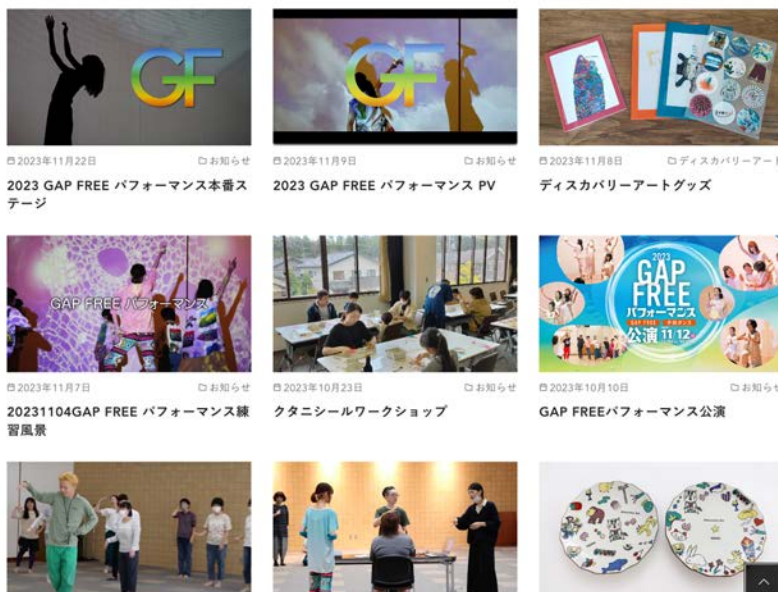 GF
GF
2023年11月22日 お知らせ
2023年11月9日 お知らせ
2023年11月8日 ディスカバリーアート
2023 GAP FREE パフォーマンス本番ス
テージ
2023 GAP FREE パフォーマンス PV
ディスカバリーアートグッズ
GAP FREE パフォーマンス
2023
GAP
FREE
パフォーマンス
公演 11 12
2023年11月7日 お知らせ
2023年10月23日 お知らせ
2023年10月10日 お知らせ
20231104GAP FREE パフォーマンス練
習風景
クタニシールワークショップ
GAP FREEパフォーマンス公演